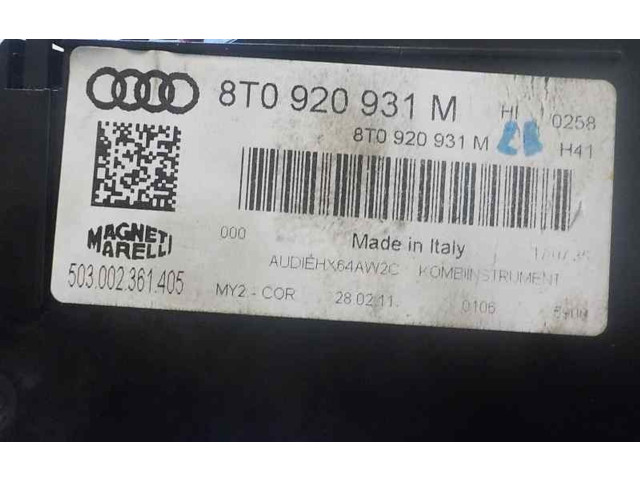 8T0 920 931 M HI 0258
8T0 920 931 M H41
MAGNETI
MARELLI
503.002.361.405
000 Made in Italy
KOMBIINSTRUMENT
MY2-COR 28.02.11. 0106